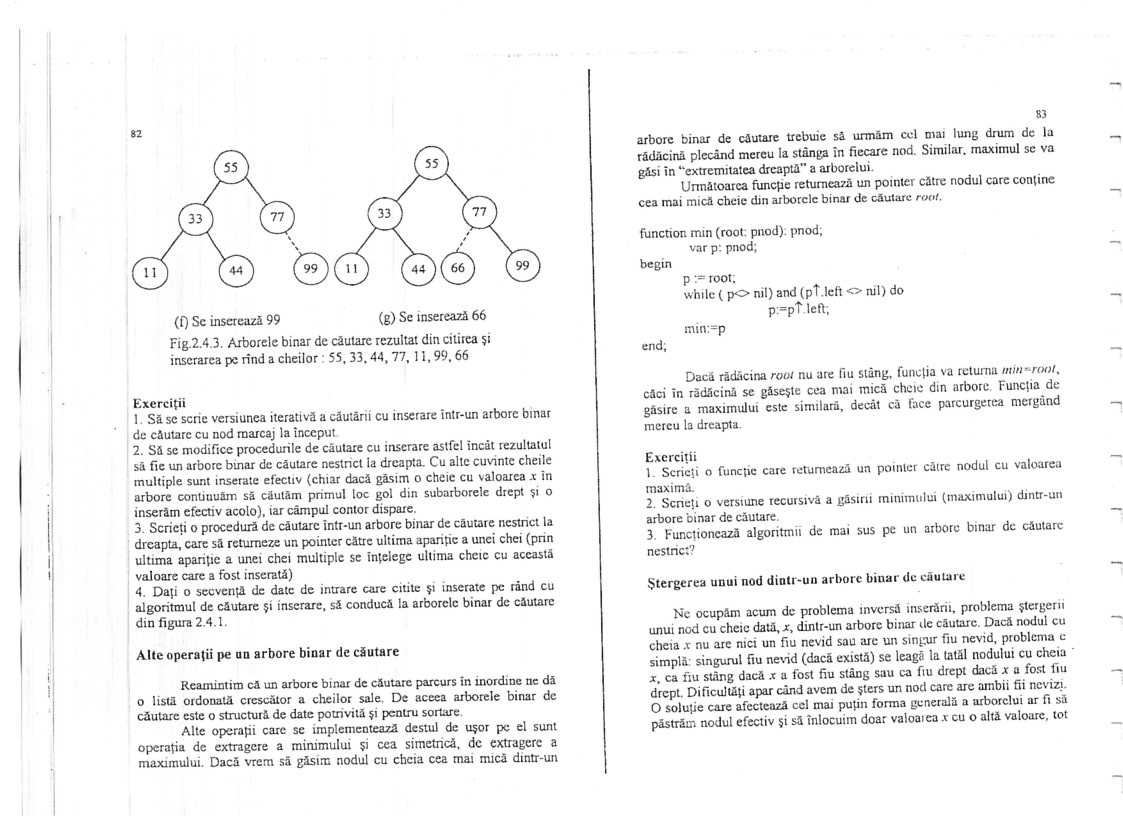 82
55
33
77
11
44
99
55
33
77
11
44
66
99
(f) Se inserează 99
(g) Se inserează 66
Fig.2.4.3. Arborele binar de căutare rezultat din citirea şi
inserarea pe rînd a cheilor : 55, 33, 44, 77, 11, 99, 66
Exerciţii
1. Să se scrie versiunea iterativă a căutării cu inserare într-un arbore binar
de căutare cu nod marcaj la început.
2. Să se modifice procedurile de căutare cu inserare astfel încât rezultatul
să fie un arbore binar de căutare nestrict la dreapta. Cu alte cuvinte cheile
multiple sunt inserate efectiv (chiar dacă găsim o cheie cu valoarea x în
arbore continuăm să căutăm primul loc gol din subarborele drept şi o
inserăm efectiv acolo), iar câmpul contor dispare.
3. Scrieţi o procedură de căutare într-un arbore binar de căutare nestrict la
dreapta, care să returneze un pointer către ultima apariţie a unei chei (prin
ultima apariţie a unei chei multiple se înţelege ultima cheie cu această
valoare care a fost inserată)
4. Daţi o secvenţă de date de intrare care citite şi inserate pe rând cu
algoritmul de căutare şi inserare, să conducă la arborele binar de căutare
din figura 2.4.1.
Alte operaţii pe un arbore binar de căutare
Reamintim că un arbore binar de căutare parcurs în inordine ne dă
o listă ordonată crescător a cheilor sale. De aceea arborele binar de
căutare este o structură de date potrivită şi pentru sortare.
Alte operaţii care se implementează destul de uşor pe el sunt
operaţia de extragere a minimului şi cea simetrică, de extragere a
maximului. Dacă vrem să găsim nodul cu cheia cea mai mică dintr-un
83
arbore binar de căutare trebuie să urmăm cel mai lung drum de la
rădăcină plecând mereu la stânga în fiecare nod. Similar, maximul se va
găsi în “extremitatea dreaptă” a arborelui.
Următoarea funcţie returnează un pointer către nodul care conţine
cea mai mică cheie din arborele binar de căutare root.
function min (root: pnod): pnod;
var p: pnod;
begin
p := root;
while ( p<> nil) and (p↑.left <> nil) do
p:=p↑.left;
min:=p
end;
Dacă rădăcina root nu are fiu stâng, funcţia va returna min=root,
căci în rădăcină se găseşte cea mai mică cheie din arbore. Funcţia de
găsire a maximului este similară, decât că face parcurgerea mergând
mereu la dreapta.
Exerciţii
1. Scrieţi o funcţie care returnează un pointer către nodul cu valoarea
maximă.
2. Scrieţi o versiune recursivă a găsirii minimului (maximului) dintr-un
arbore binar de căutare.
3. Funcţionează algoritmii de mai sus pe un arbore binar de căutare
nestrict?
Ştergerea unui nod dintr-un arbore binar de căutare
Ne ocupăm acum de problema inversă inserării, problema ştergerii
unui nod cu cheie dată, x, dintr-un arbore binar de căutare. Dacă nodul cu
cheia x nu are nici un fiu nevid sau are un singur fiu nevid, problema e
simplă: singurul fiu nevid (dacă există) se leagă la tatăl nodului cu cheia
x, ca fiu stâng dacă x a fost fiu stâng sau ca fiu drept dacă x a fost fiu
drept. Dificultăţi apar când avem de şters un nod care are ambii fii nevizi.
O soluţie care afectează cel mai puţin forma generală a arborelui ar fi să
păstrăm nodul efectiv şi să înlocuim doar valoarea x cu o altă valoare, tot